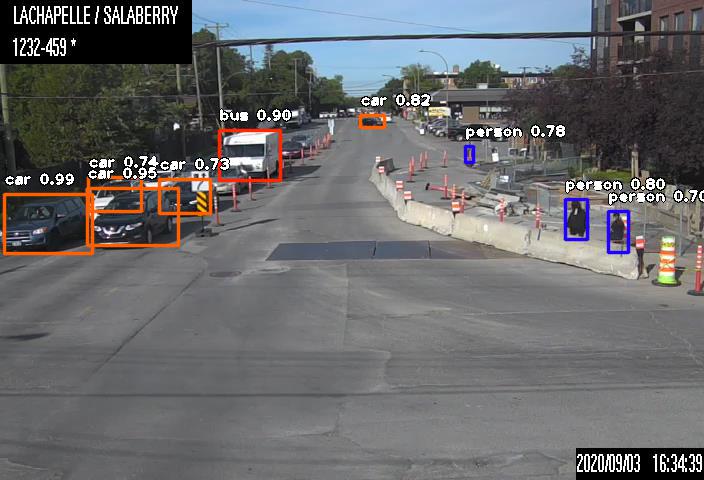 LACHAPELLE / SALABERRY
1232-459 *
car 0.82
bus 0.90
person 0.78
car 0.74
car 0.73
car 0.95
car 0.99
person 0.80
person 0.70
2020/09/03 16:34:39